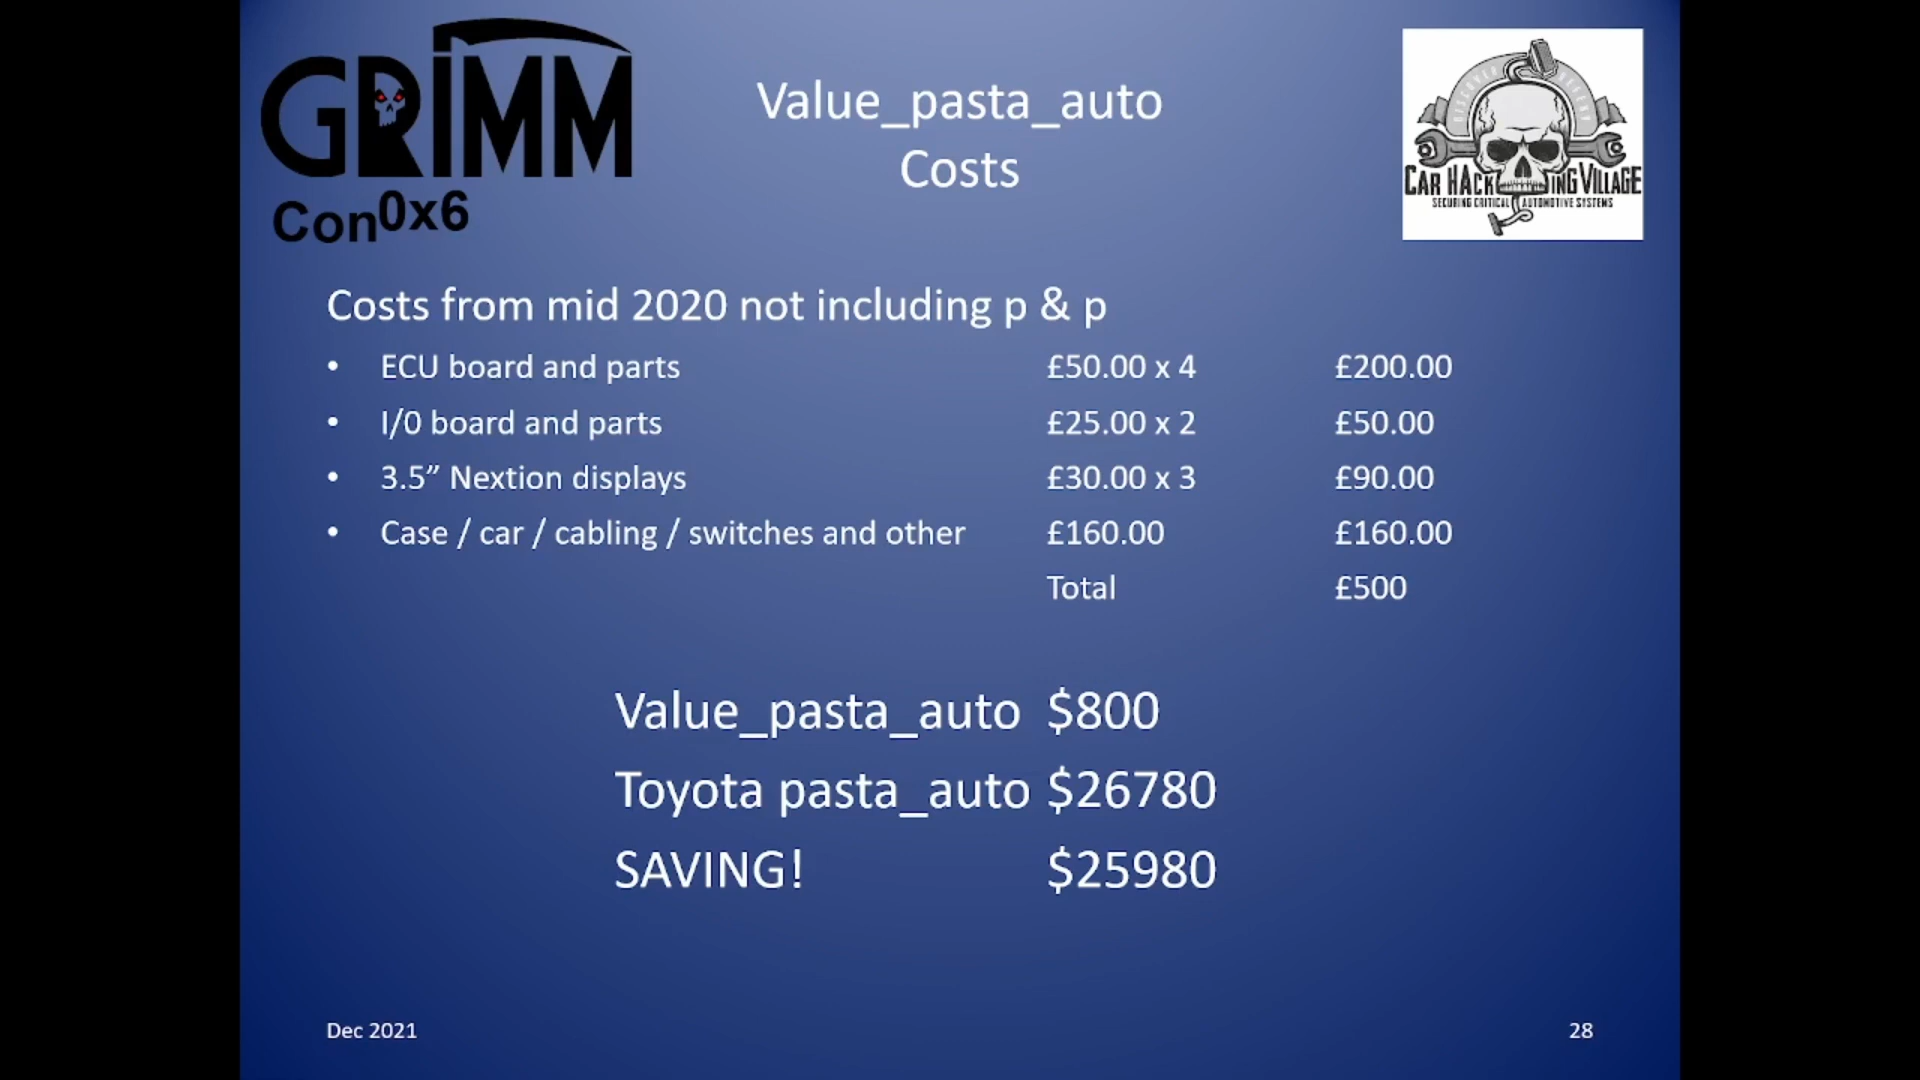 GRIMM
Con0x6
Value_pasta_auto
Costs
DISCOVER DEFENT
CAR HACKING VILLAGE
SECURING CRITICAL AUTOMOTIVE SYSTEMS
Costs from mid 2020 not including p & p
• ECU board and parts £50.00 x 4 £200.00
• I/0 board and parts £25.00 x 2 £50.00
• 3.5” Nextion displays £30.00 x 3 £90.00
• Case / car / cabling / switches and other £160.00 £160.00
Total £500
Value_pasta_auto $800
Toyota pasta_auto $26780
SAVING! $25980
Dec 2021 28